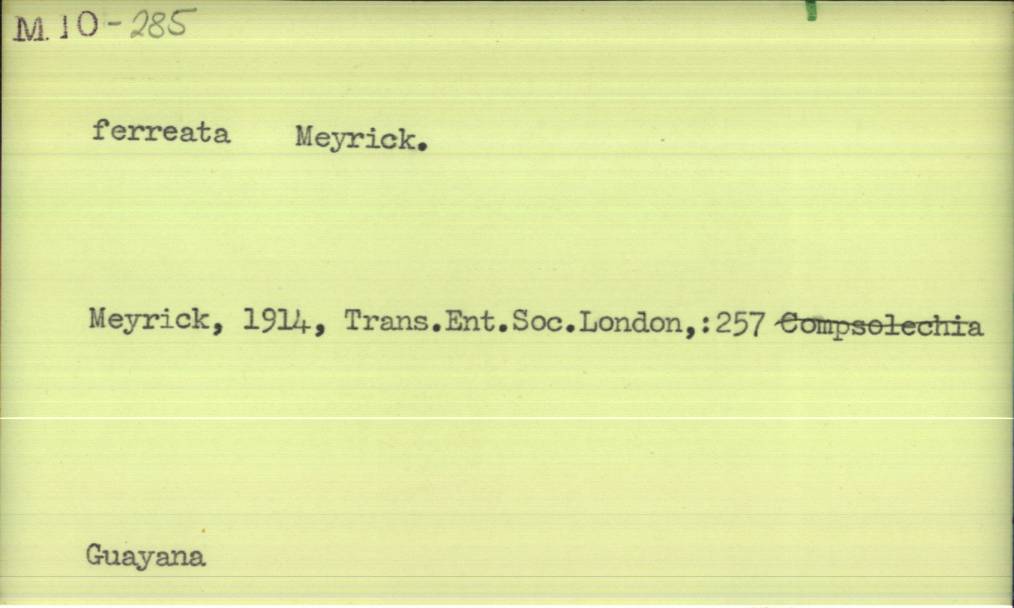 M.10-285
ferreata Meyrick.
Meyrick, 1914, Trans.Ent.Soc.London,:257 Compsolechia
Guayana